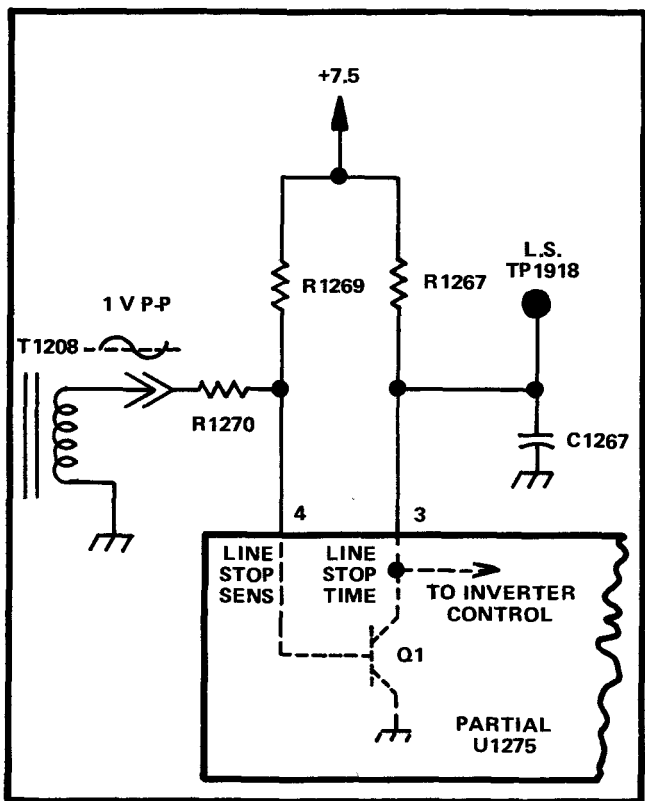 +7.5
R1269
R1267
L.S.
TP1918
1 V P-P
T1208
R1270
C1267
4
3
LINE
STOP
SENS
LINE
STOP
TIME
TO INVERTER
CONTROL
Q1
PARTIAL
U1275